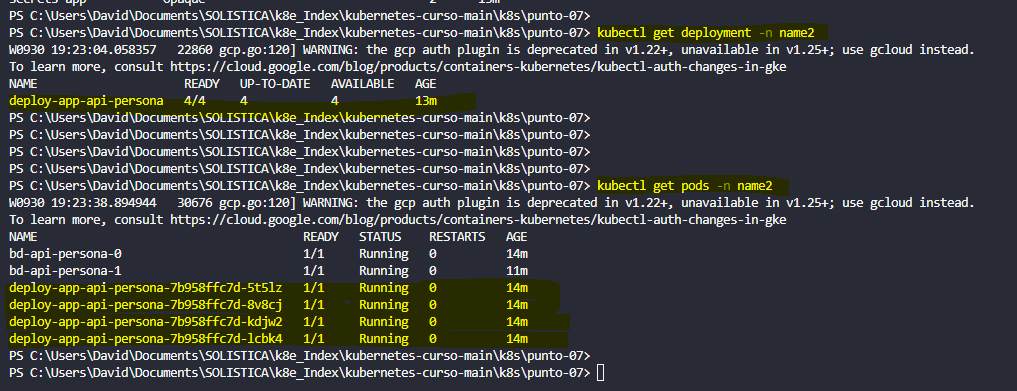 PS C:\Users\David\Documents\SOLISTICA\k8e_Index\kubernetes-curso-main\k8s\punto-07>
PS C:\Users\David\Documents\SOLISTICA\k8e_Index\kubernetes-curso-main\k8s\punto-07> kubectl get deployment -n name2
W0930 19:23:04.058357   22860 gcp.go:120] WARNING: the gcp auth plugin is deprecated in v1.22+, unavailable in v1.25+; use gcloud instead.
To learn more, consult https://cloud.google.com/blog/products/containers-kubernetes/kubectl-auth-changes-in-gke
NAME                     READY   UP-TO-DATE   AVAILABLE   AGE
deploy-app-api-persona   4/4     4            4           13m
PS C:\Users\David\Documents\SOLISTICA\k8e_Index\kubernetes-curso-main\k8s\punto-07>
PS C:\Users\David\Documents\SOLISTICA\k8e_Index\kubernetes-curso-main\k8s\punto-07>
PS C:\Users\David\Documents\SOLISTICA\k8e_Index\kubernetes-curso-main\k8s\punto-07>
PS C:\Users\David\Documents\SOLISTICA\k8e_Index\kubernetes-curso-main\k8s\punto-07>
PS C:\Users\David\Documents\SOLISTICA\k8e_Index\kubernetes-curso-main\k8s\punto-07> kubectl get pods -n name2
W0930 19:23:38.894944   30676 gcp.go:120] WARNING: the gcp auth plugin is deprecated in v1.22+, unavailable in v1.25+; use gcloud instead.
To learn more, consult https://cloud.google.com/blog/products/containers-kubernetes/kubectl-auth-changes-in-gke
NAME                                      READY   STATUS    RESTARTS   AGE
bd-api-persona-0                          1/1     Running   0          14m
bd-api-persona-1                          1/1     Running   0          11m
deploy-app-api-persona-7b958ffc7d-5t5lz   1/1     Running   0          14m
deploy-app-api-persona-7b958ffc7d-8v8cj   1/1     Running   0          14m
deploy-app-api-persona-7b958ffc7d-kdjw2   1/1     Running   0          14m
deploy-app-api-persona-7b958ffc7d-lcbk4   1/1     Running   0          14m
PS C:\Users\David\Documents\SOLISTICA\k8e_Index\kubernetes-curso-main\k8s\punto-07>
PS C:\Users\David\Documents\SOLISTICA\k8e_Index\kubernetes-curso-main\k8s\punto-07>